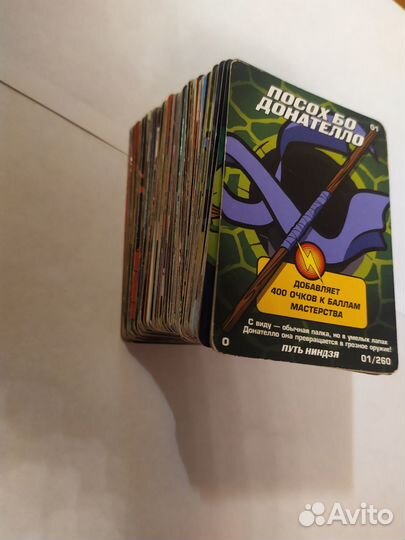 ПОСОХ БО
ДОНАТЕЛЛО
01
ДОБАВЛЯЕТ
400 ОЧКОВ К БАЛЛАМ
МАСТЕРСТВА
С виду — обычная палка, но в умелых лапах
Донателло она превращается в грозное оружие!
ПУТЬ НИНДЗЯ
0
01/260
Avito